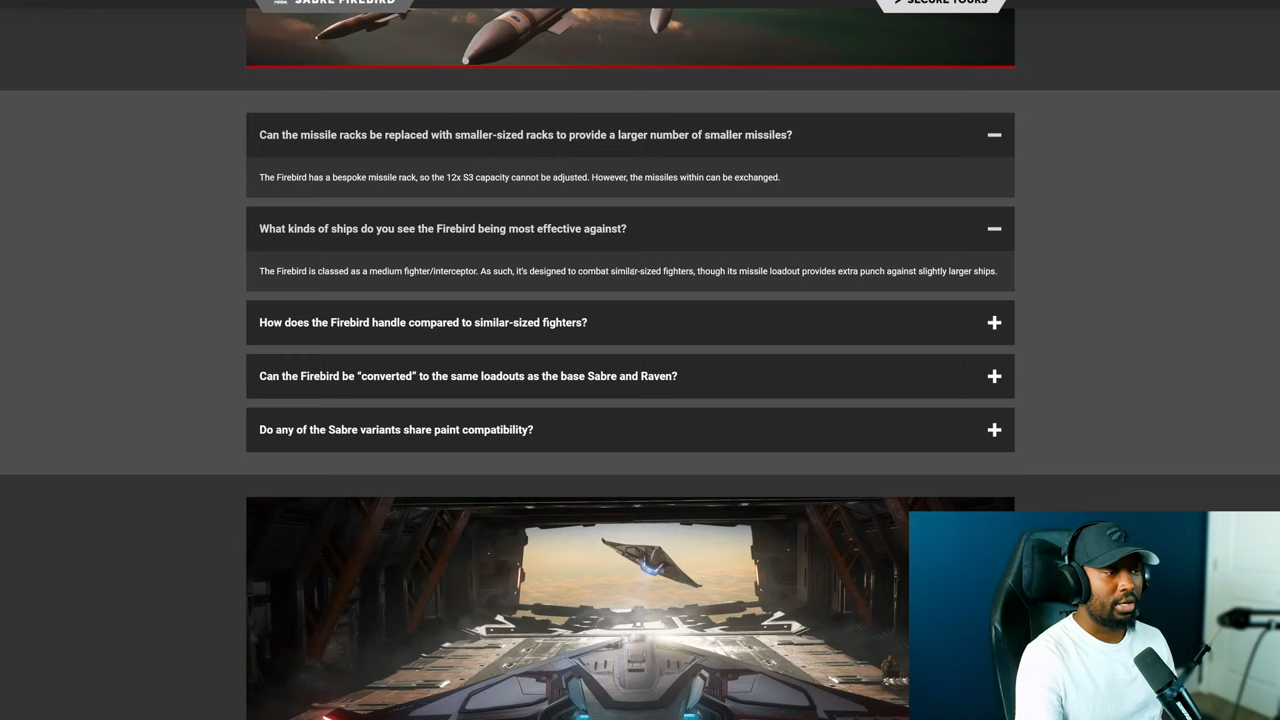 SABRE FIREBIRD
SECURE YOURS
Can the missile racks be replaced with smaller-sized racks to provide a larger number of smaller missiles?
The Firebird has a bespoke missile rack, so the 12x S3 capacity cannot be adjusted. However, the missiles within can be exchanged.
What kinds of ships do you see the Firebird being most effective against?
The Firebird is classed as a medium fighter/interceptor. As such, it's designed to combat similar-sized fighters, though its missile loadout provides extra punch against slightly larger ships.
How does the Firebird handle compared to similar-sized fighters?
Can the Firebird be “converted” to the same loadouts as the base Sabre and Raven?
Do any of the Sabre variants share paint compatibility?